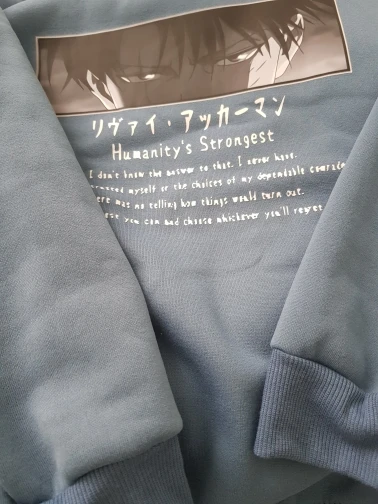 リヴァイ・アッカーマン
Humanity's Strongest
I don't know the answer to that. I never have.
myself or the choices of my dependable comrade
was no telling how things would turn out.
you can and choose whichever you'll regret